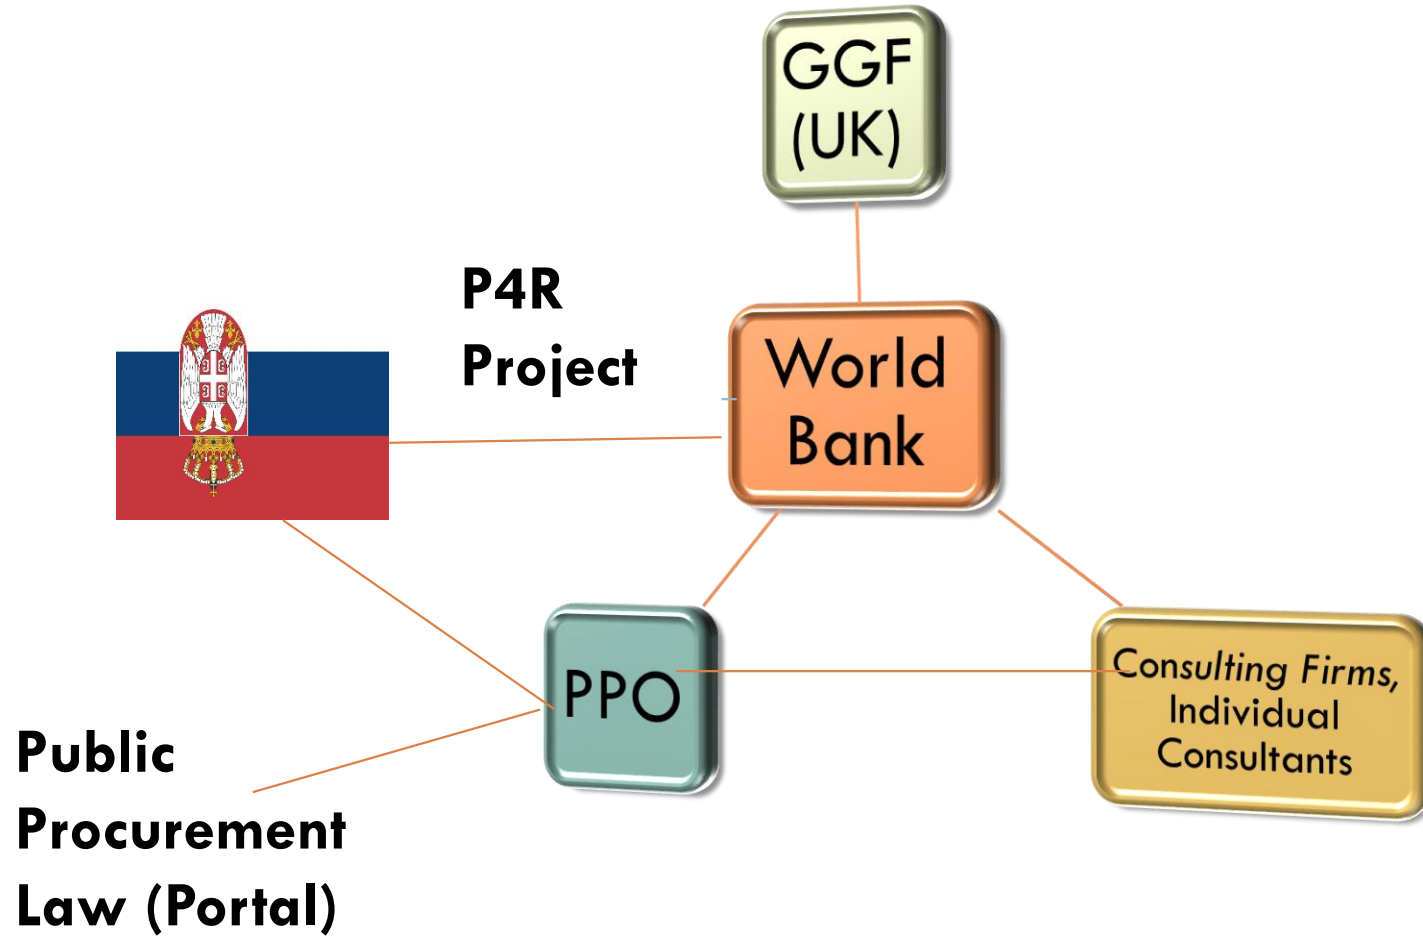 GGF
(UK)
P4R
Project
World
Bank
PPO
Consulting Firms,
Individual
Consultants
Public
Procurement
Law (Portal)